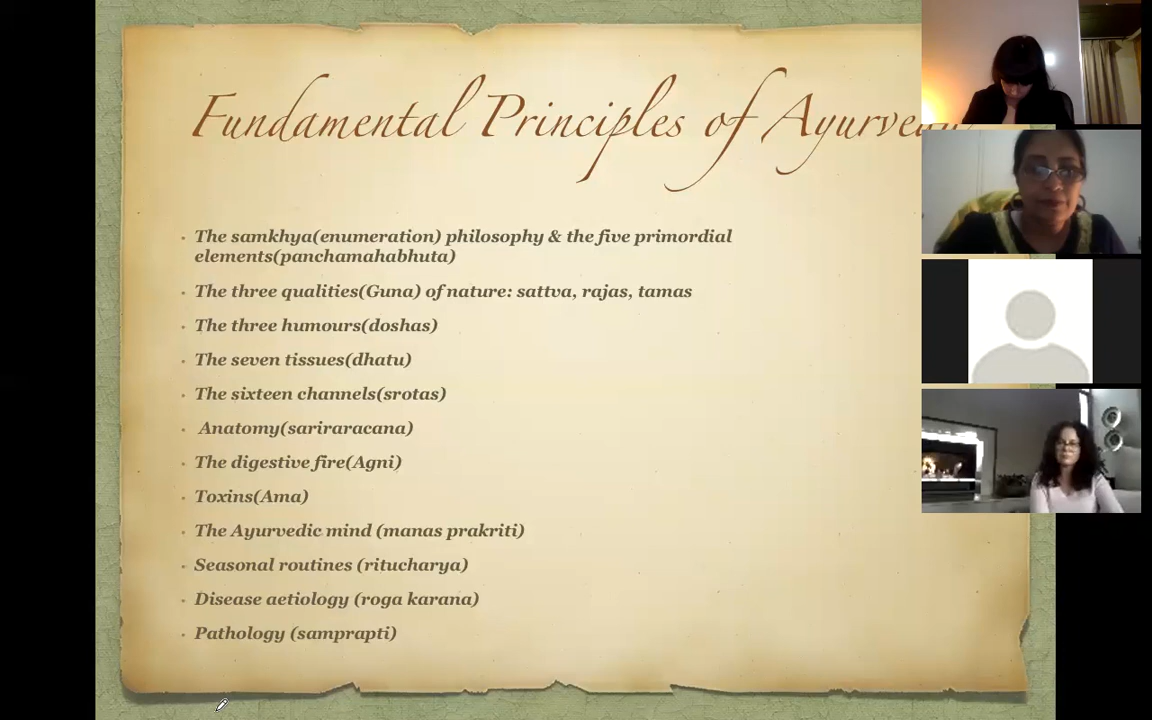 Fundamental Principles of Ayurveda
The samkhya(enumeration) philosophy & the five primordial
elements(panchamahabhuta)
The three qualities(Guna) of nature: sattva, rajas, tamas
The three humours(doshas)
The seven tissues(dhatu)
The sixteen channels(srotas)
Anatomy(sariraracana)
The digestive fire(Agni)
Toxins(Ama)
The Ayurvedic mind (manas prakriti)
Seasonal routines (ritucharya)
Disease aetiology (roga karana)
Pathology (samprapti)